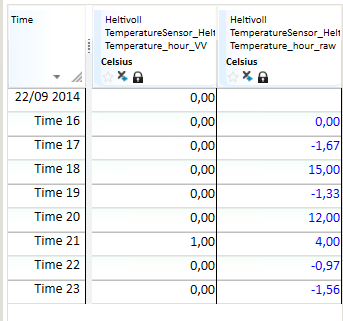 Time
Heltivoll
TemperatureSensor_Helt
Temperature_hour_VV
Celsius
Heltivoll
TemperatureSensor_Hel
Temperature_hour_raw
Celsius
22/09 2014 0,00
Time 16 0,00 0,00
Time 17 0,00 -1,67
Time 18 0,00 15,00
Time 19 0,00 -1,33
Time 20 0,00 12,00
Time 21 1,00 4,00
Time 22 0,00 -0,97
Time 23 0,00 -1,56